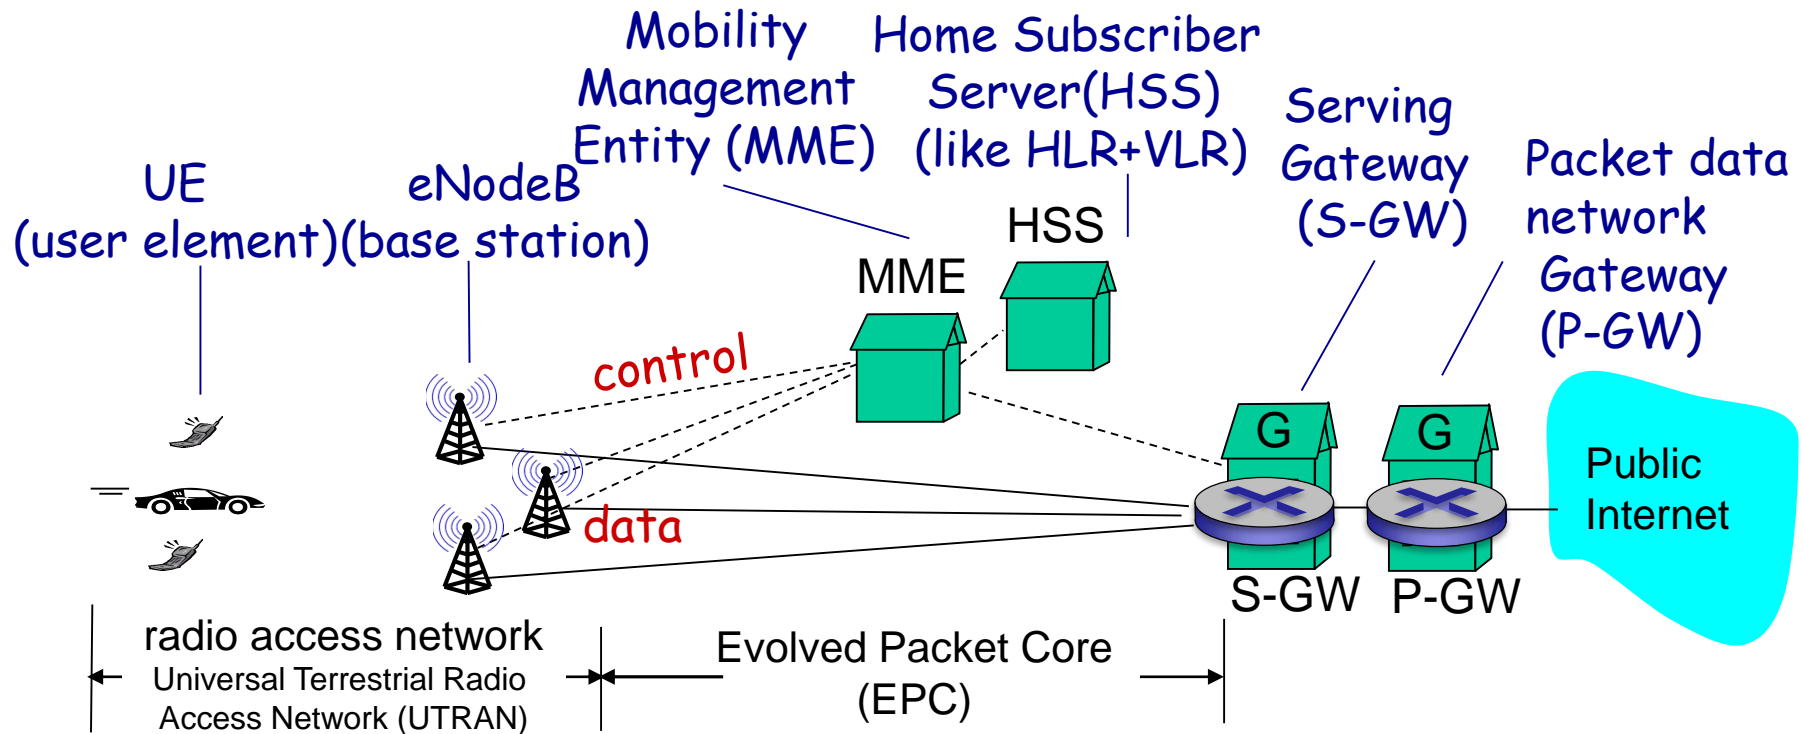 Mobility
Management
Entity (MME)
Home Subscriber
Server(HSS)
(like HLR+VLR)
Serving
Gateway
(S-GW)
Packet data
network
Gateway
(P-GW)
UE
(user element)
eNodeB
(base station)
HSS
MME
control
data
G
G
Public
Internet
S-GW
P-GW
radio access network
Universal Terrestrial Radio
Access Network (UTRAN)
Evolved Packet Core
(EPC)